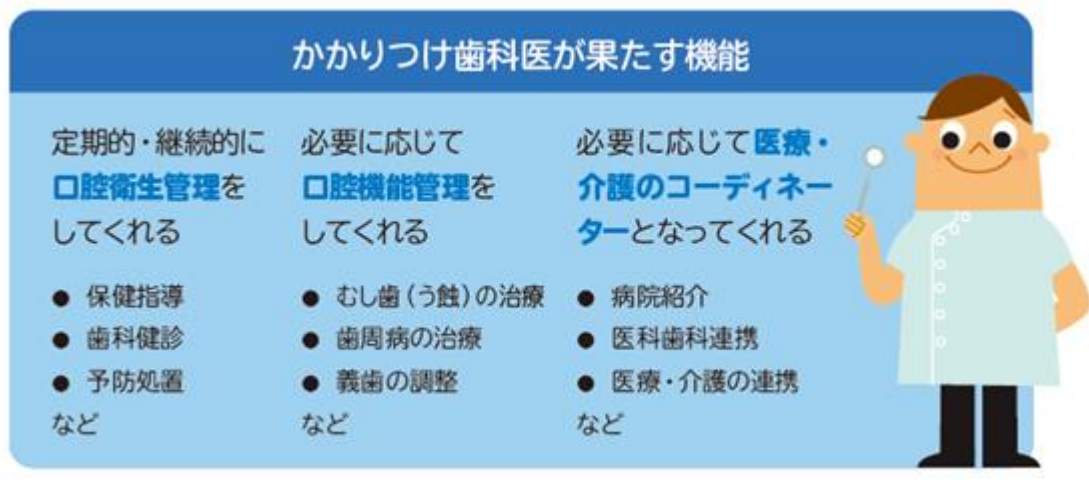 かかりつけ歯科医が果たす機能
定期的・継続的に
口腔衛生管理を
してくれる
● 保健指導
● 歯科健診
● 予防処置
など
必要に応じて
口腔機能管理を
してくれる
● むし歯(う蝕)の治療
● 歯周病の治療
● 義歯の調整
など
必要に応じて医療・
介護のコーディネー
ターとなってくれる
● 病院紹介
● 医科歯科連携
● 医療・介護の連携
など